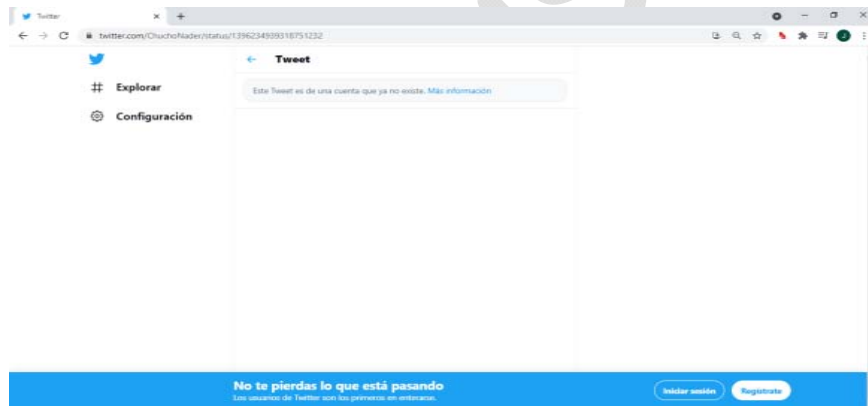 Twitter
twitter.com/ChuchoNader/status/1396234939318751232
J
Tweet
Explorar
Este Tweet es de una cuenta que ya no existe. Más información
Configuración
No te pierdas lo que está pasando
Los usuarios de Twitter son los primeros en enterarse.
Iniciar sesión
Regístrate